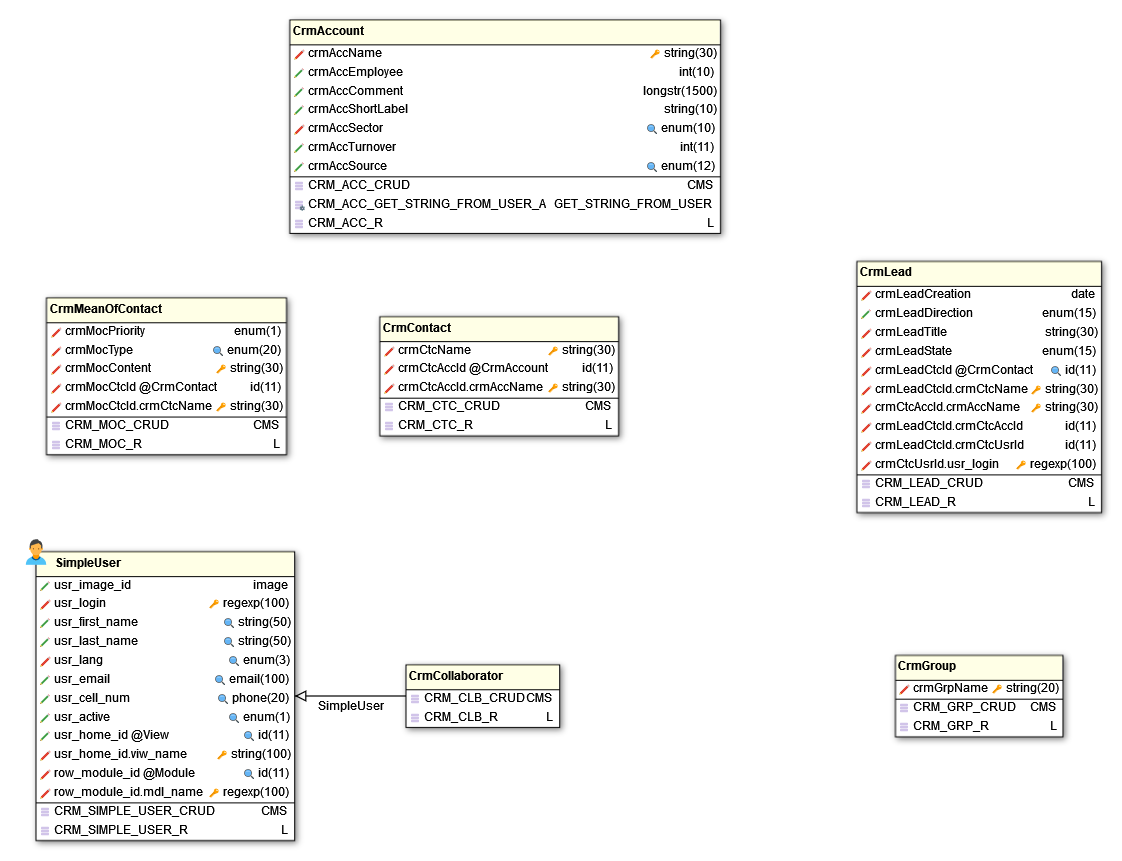 CrmAccount
crmAccName string(30)
crmAccEmployee int(10)
crmAccComment longstr(1500)
crmAccShortLabel string(10)
crmAccSector enum(10)
crmAccTurnover int(11)
crmAccSource enum(12)
CRM_ACC_CRUD CMS
CRM_ACC_GET_STRING_FROM_USER_A GET_STRING_FROM_USER
CRM_ACC_R L
CrmMeanOfContact
crmMocPriority enum(1)
crmMocType enum(20)
crmMocContent string(30)
crmMocCtcId @CrmContact id(11)
crmMocCtcId.crmCtcName string(30)
CRM_MOC_CRUD CMS
CRM_MOC_R L
CrmContact
crmCtcName string(30)
crmCtcAccId @CrmAccount id(11)
crmCtcAccId.crmAccName string(30)
CRM_CTC_CRUD CMS
CRM_CTC_R L
CrmLead
crmLeadCreation date
crmLeadDirection enum(15)
crmLeadTitle string(30)
crmLeadState enum(15)
crmLeadCtcId @CrmContact id(11)
crmLeadCtcId.crmCtcName string(30)
crmCtcAccId.crmAccName string(30)
crmLeadCtcId.crmCtcAccId id(11)
crmLeadCtcId.crmCtcUsrId id(11)
crmCtcUsrId.usr_login regexp(100)
CRM_LEAD_CRUD CMS
CRM_LEAD_R L
SimpleUser
usr_image_id image
usr_login regexp(100)
usr_first_name string(50)
usr_last_name string(50)
usr_lang enum(3)
usr_email email(100)
usr_cell_num phone(20)
usr_active enum(1)
usr_home_id @View id(11)
usr_home_id.viw_name string(100)
row_module_id @Module id(11)
row_module_id.mdl_name regexp(100)
CRM_SIMPLE_USER_CRUD CMS
CRM_SIMPLE_USER_R L
SimpleUser
CrmCollaborator
CRM_CLB_CRUD CMS
CRM_CLB_R L
CrmGroup
crmGrpName string(20)
CRM_GRP_CRUD CMS
CRM_GRP_R L